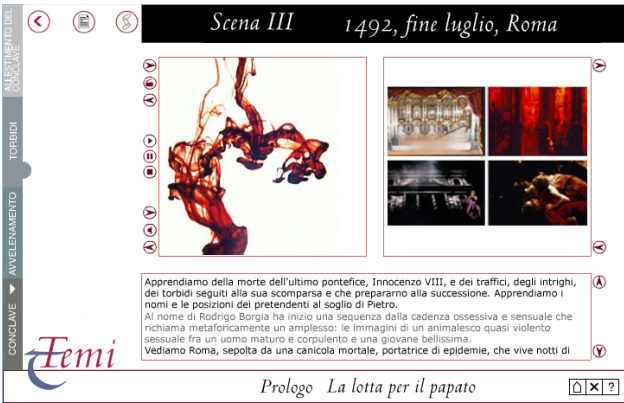 Scena III 1492, fine luglio, Roma
ALLESTIMENTO DEL
CONCLAVE
TORBIDI
AVVELENAMENTO
CONCLAVE
Apprendiamo della morte dell'ultimo pontefice, Innocenzo VIII, e dei traffici, degli intrighi,
dei torbidi seguiti alla sua scomparsa e che prepararno alla successione. Apprendiamo i
nomi e le posizioni dei pretendenti al soglio di Pietro.
Al nome di Rodrigo Borgia ha inizio una sequenza dalla cadenza ossessiva e sensuale che
richiama metaforicamente un amplesso: le immagini di un animalesco quasi violento
sessuale fra un uomo maturo e corpulento e una giovane bellissima.
Vediamo Roma, sepolta da una canicola mortale, portatrice di epidemie, che vive notti di
Temi
Prologo La lotta per il papato
?